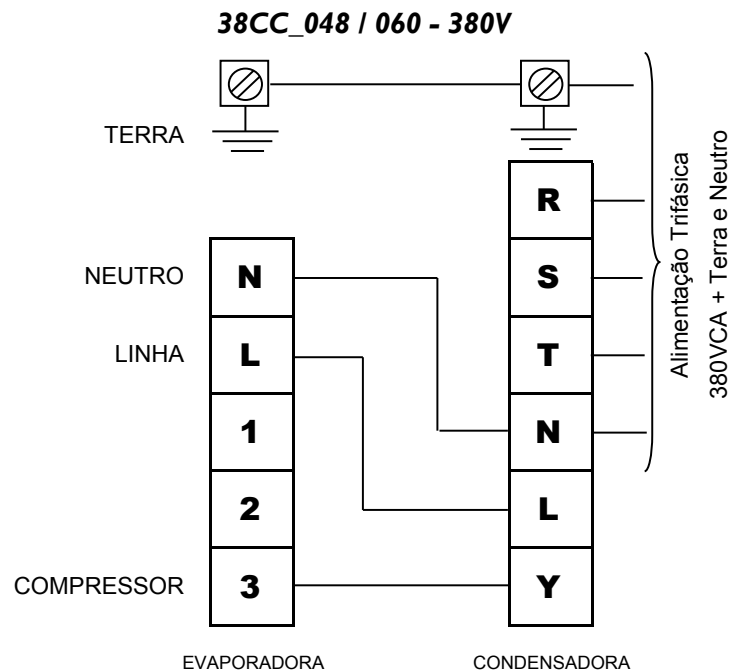 38CC_048 / 060 - 380V
TERRA
NEUTRO
LINHA
COMPRESSOR
N
L
1
2
3
EVAPORADORA
R
S
T
N
L
Y
CONDENSADORA
Alimentação Trifásica
380VCA + Terra e Neutro